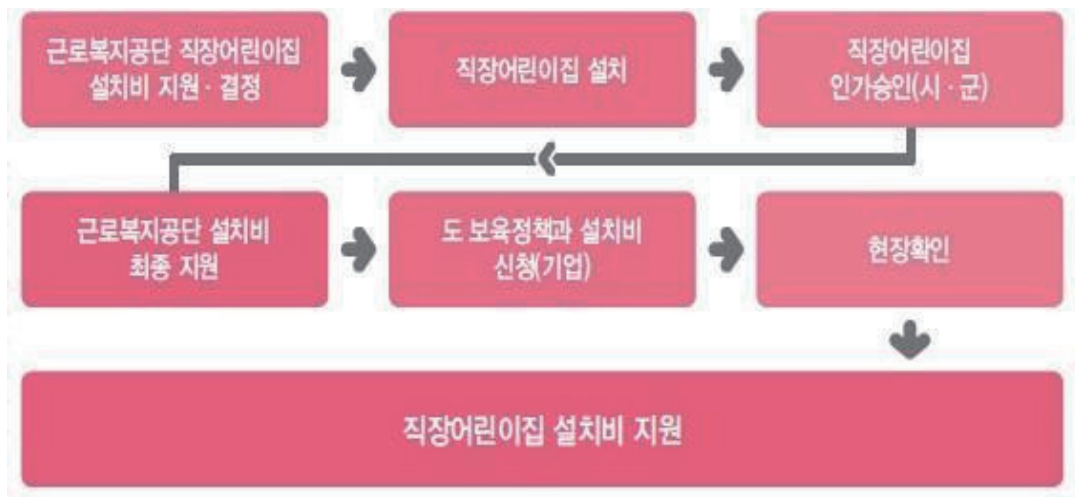 근로복지공단 직장어린이집
설치비 지원 · 결정
직장어린이집 설치
직장어린이집
인가승인(시 · 군)
근로복지공단 설치비
최종 지원
도 보육정책과 설치비
신청(기업)
현장확인
직장어린이집 설치비 지원